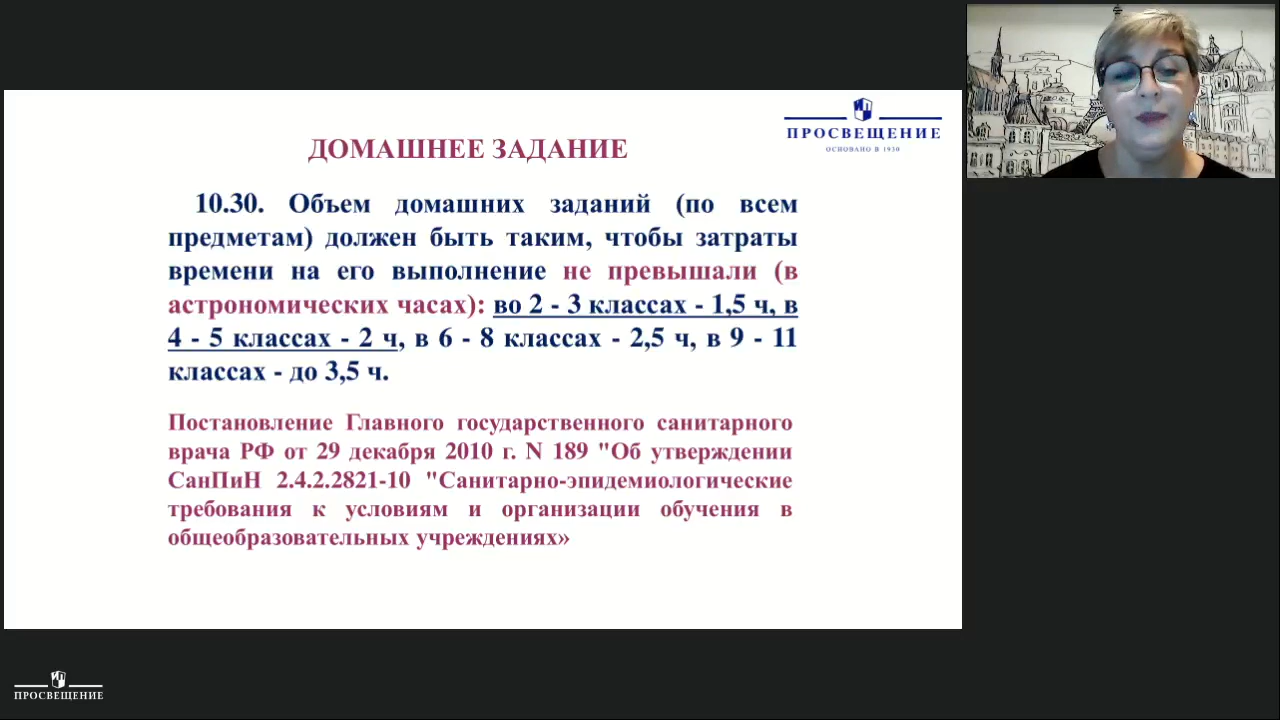 ПРОСВЕЩЕНИЕ
ОСНОВАНО В 1930
ДОМАШНЕЕ ЗАДАНИЕ
10.30. Объем домашних заданий (по всем
предметам) должен быть таким, чтобы затраты
времени на его выполнение не превышали (в
астрономических часах): во 2 - 3 классах - 1,5 ч, в
4 - 5 классах - 2 ч, в 6 - 8 классах - 2,5 ч, в 9 - 11
классах - до 3,5 ч.
Постановление Главного государственного санитарного
врача РФ от 29 декабря 2010 г. N 189 "Об утверждении
СанПиН 2.4.2.2821-10 "Санитарно-эпидемиологические
требования к условиям и организации обучения в
общеобразовательных учреждениях»
ПРОСВЕЩЕНИЕ